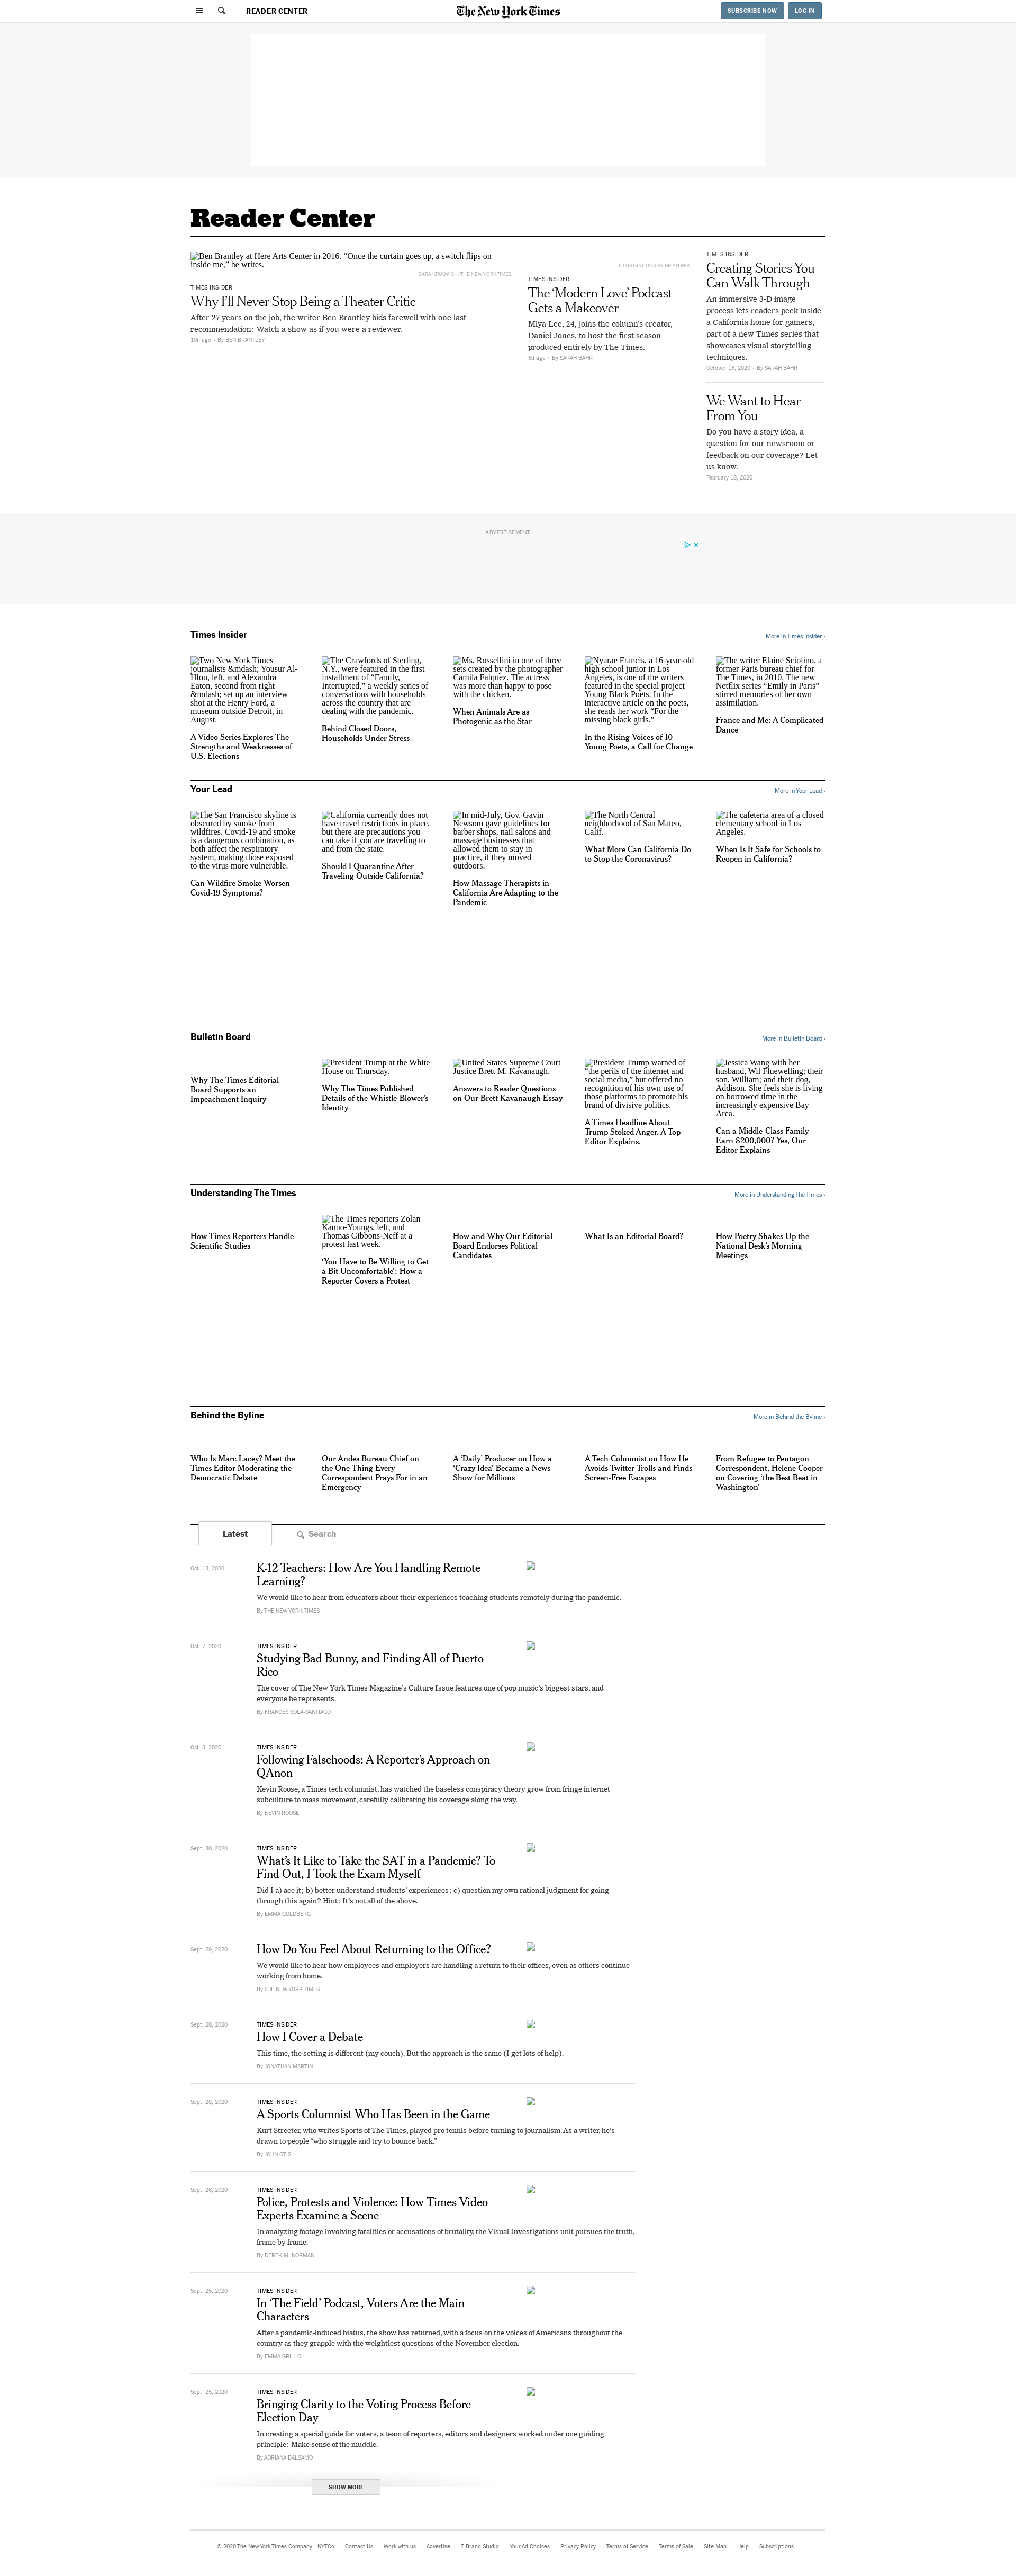 READER CENTER
The New York Times
SUBSCRIBE NOW
LOG IN
Reader Center
Ben Brantley at Here Arts Center in 2016. “Once the curtain goes up, a switch flips on
inside me,” he writes.
SARA KRULWICH/THE NEW YORK TIMES
TIMES INSIDER
Why I’ll Never Stop Being a Theater Critic
After 27 years on the job, the writer Ben Brantley bids farewell with one last
recommendation: Watch a show as if you were a reviewer.
10h ago · By BEN BRANTLEY
ILLUSTRATIONS BY BRIAN REA
TIMES INSIDER
The ‘Modern Love’ Podcast
Gets a Makeover
Miya Lee, 24, joins the column’s creator,
Daniel Jones, to host the first season
produced entirely by The Times.
3d ago · By SARAH BAHR
TIMES INSIDER
Creating Stories You
Can Walk Through
An immersive 3-D image
process lets readers peek inside
a California home for gamers,
part of a new Times series that
showcases visual storytelling
techniques.
October 13, 2020 · By SARAH BAHR
We Want to Hear
From You
Do you have a story idea, a
question for our newsroom or
feedback on our coverage? Let
us know.
February 18, 2020
ADVERTISEMENT
Times Insider
More in Times Insider ›
Two New York Times
journalists &mdash; Yousur Al-
Hlou, left, and Alexandra
Eaton, second from right
&mdash; set up an interview
shot at the Henry Ford, a
museum outside Detroit, in
August.
A Video Series Explores The
Strengths and Weaknesses of
U.S. Elections
The Crawfords of Sterling,
N.Y., were featured in the first
installment of “Family,
Interrupted,” a weekly series of
conversations with households
across the country that are
dealing with the pandemic.
Behind Closed Doors,
Households Under Stress
Ms. Rossellini in one of three
sets created by the photographer
Camila Falquez. The actress
was more than happy to pose
with the chickens.
When Animals Are as
Photogenic as the Star
Nyarae Francis, a 16-year-old
high school junior in Los
Angeles, is one of the writers
featured in the special project
Young Black Poets. In the
interactive article on the poets,
she reads her work “For the
missing black girls.”
In the Rising Voices of 10
Young Poets, a Call for Change
The writer Elaine Sciolino, a
former Paris bureau chief for
The Times, in 2010. The new
Netflix series “Emily in Paris”
stirred memories of her own
assimilation.
France and Me: A Complicated
Dance
Your Lead
More in Your Lead ›
The San Francisco skyline is
obscured by smoke from
wildfires. Covid-19 and smoke
is a dangerous combination, as
both affect the respiratory
system, making those exposed
to the virus more vulnerable.
Can Wildfire Smoke Worsen
Covid-19 Symptoms?
California currently does not
have travel restrictions in place,
but there are precautions you
can take if you are traveling to
and from the state.
Should I Quarantine After
Traveling Outside California?
In mid-July, Gov. Gavin
Newsom gave guidelines for
barber shops, nail salons and
massage businesses that
allowed them to stay in
practice, if they moved
outdoors.
How Massage Therapists in
California Are Adapting to the
Pandemic
The North Central
neighborhood of San Mateo,
Calif.
What More Can California Do
to Stop the Coronavirus?
The cafeteria area of a closed
elementary school in Los
Angeles.
When Is It Safe for Schools to
Reopen in California?
Bulletin Board
More in Bulletin Board ›
Why The Times Editorial
Board Supports an
Impeachment Inquiry
President Trump at the White
House on Thursday.
Why The Times Published
Details of the Whistle-Blower’s
Identity
United States Supreme Court
Justice Brett M. Kavanaugh.
Answers to Reader Questions
on Our Brett Kavanaugh Essay
President Trump warned of
“the perils of the internet and
social media,” but offered no
recognition of his own use of
those platforms to promote his
brand of divisive politics.
A Times Headline About
Trump Stoked Anger. A Top
Editor Explains.
Jessica Wang with her
husband, Wil Fluewelling; their
son, William; and their dog,
Addison. She feels she is living
on borrowed time in the
increasingly expensive Bay
Area.
Can a Middle-Class Family
Earn $200,000? Yes, Our
Editor Explains
Understanding The Times
More in Understanding The Times ›
How Times Reporters Handle
Scientific Studies
The Times reporters Zolan
Kanno-Youngs, left, and
Thomas Gibbons-Neff at a
protest last week.
‘You Have to Be Willing to Get
a Bit Uncomfortable’: How a
Reporter Covers a Protest
How and Why Our Editorial
Board Endorses Political
Candidates
What Is an Editorial Board?
How Poetry Shakes Up the
National Desk’s Morning
Meetings
Behind the Byline
More in Behind the Byline ›
Who Is Marc Lacey? Meet the
Times Editor Moderating the
Democratic Debate
Our Andes Bureau Chief on
the One Thing Every
Correspondent Prays For in an
Emergency
A ‘Daily’ Producer on How a
‘Crazy Idea’ Became a News
Show for Millions
A Tech Columnist on How He
Avoids Twitter Trolls and Finds
Screen-Free Escapes
From Refugee to Pentagon
Correspondent, Helene Cooper
on Covering ‘the Best Beat in
Washington’
Latest
Search
Oct. 13, 2020
K-12 Teachers: How Are You Handling Remote
Learning?
We would like to hear from educators about their experiences teaching students remotely during the pandemic.
By THE NEW YORK TIMES
Oct. 7, 2020
TIMES INSIDER
Studying Bad Bunny, and Finding All of Puerto
Rico
The cover of The New York Times Magazine’s Culture Issue features one of pop music’s biggest stars, and
everyone he represents.
By FRANCES SOLÁ-SANTIAGO
Oct. 3, 2020
TIMES INSIDER
Following Falsehoods: A Reporter’s Approach on
QAnon
Kevin Roose, a Times tech columnist, has watched the baseless conspiracy theory grow from fringe internet
subculture to mass movement, carefully calibrating his coverage along the way.
By KEVIN ROOSE
Sept. 30, 2020
TIMES INSIDER
What’s It Like to Take the SAT in a Pandemic? To
Find Out, I Took the Exam Myself
Did I a) ace it; b) better understand students’ experiences; c) question my own rational judgment for going
through this again? Hint: It’s not all of the above.
By EMMA GOLDBERG
Sept. 29, 2020
How Do You Feel About Returning to the Office?
We would like to hear how employees and employers are handling a return to their offices, even as others continue
working from home.
By THE NEW YORK TIMES
Sept. 28, 2020
TIMES INSIDER
How I Cover a Debate
This time, the setting is different (my couch). But the approach is the same (I get lots of help).
By JONATHAN MARTIN
Sept. 28, 2020
TIMES INSIDER
A Sports Columnist Who Has Been in the Game
Kurt Streeter, who writes Sports of The Times, played pro tennis before turning to journalism. As a writer, he’s
drawn to people “who struggle and try to bounce back.”
By JOHN OTIS
Sept. 26, 2020
TIMES INSIDER
Police, Protests and Violence: How Times Video
Experts Examine a Scene
In analyzing footage involving fatalities or accusations of brutality, the Visual Investigations unit pursues the truth,
frame by frame.
By DEREK M. NORMAN
Sept. 25, 2020
TIMES INSIDER
In ‘The Field’ Podcast, Voters Are the Main
Characters
After a pandemic-induced hiatus, the show has returned, with a focus on the voices of Americans throughout the
country as they grapple with the weightiest questions of the November election.
By EMMA GRILLO
Sept. 25, 2020
TIMES INSIDER
Bringing Clarity to the Voting Process Before
Election Day
In creating a special guide for voters, a team of reporters, editors and designers worked under one guiding
principle: Make sense of the muddle.
By ADRIANA BALSAMO
SHOW MORE
© 2020 The New York Times Company NYTCo Contact Us Work with us Advertise T Brand Studio Your Ad Choices Privacy Policy Terms of Service Terms of Sale Site Map Help Subscriptions